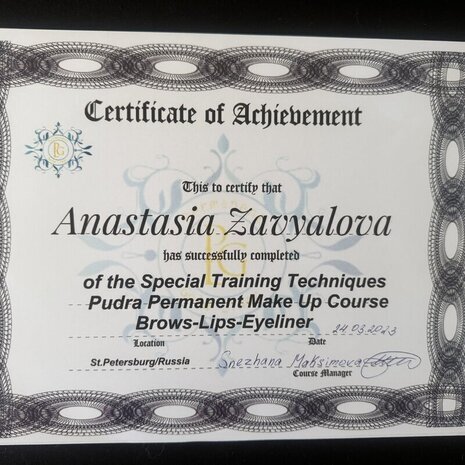 Certificate of Achievement
PG
This to certify that
Anastasia Zavyalova
has successfully completed
of the Special Training Techniques
Pudra Permanent Make Up Course
Brows-Lips-Eyeliner 24.03.2023
Location Date
St.Petersburg/Russia Snezhana Maksimova
Course Manager